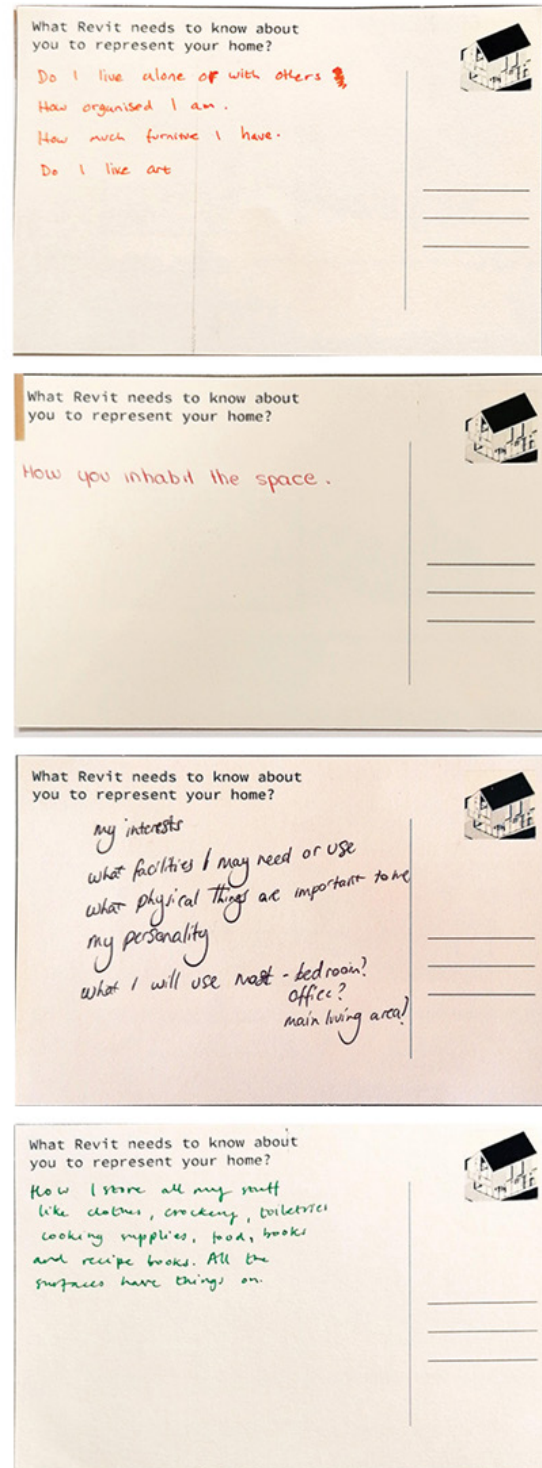 What Revit needs to know about
you to represent your home?
Do I live alone or with others
How organised I am.
How much furniture I have.
Do I like art
What Revit needs to know about
you to represent your home?
How you inhabit the space.
What Revit needs to know about
you to represent your home?
my interests
what facilities I may need or use
what physical things are important to me
my personality
what I will use most - bedroom?
office?
main living area?
What Revit needs to know about
you to represent your home?
How I store all my stuff
like clothes, crockery, toiletries
cooking supplies, food, books
and recipe books. All the
surfaces have things on.